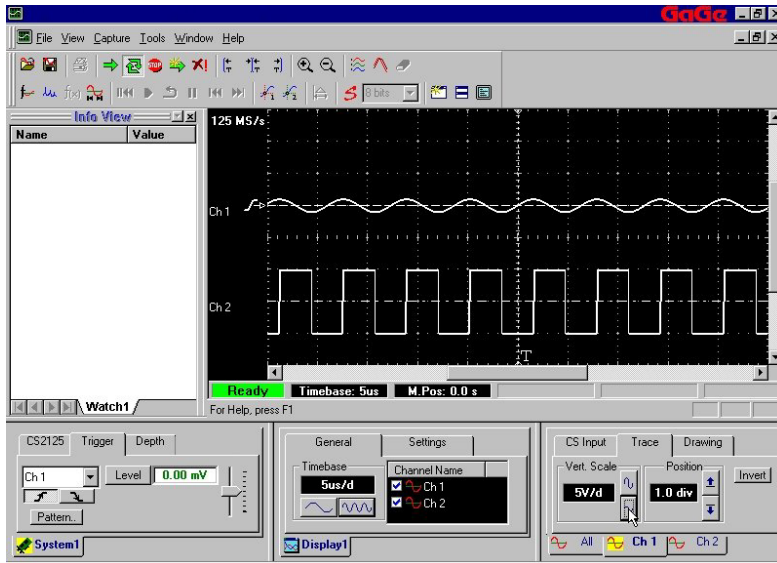 GaGe
File View Capture Tools Window Help
f(x)
S 8 bits
Info View
Name Value
125 MS/s
Ch 1
Ch 2
T
Watch1
Ready Timebase: 5us M.Pos: 0.0 s
For Help, press F1
CS2125 Trigger Depth
Ch 1 Level 0.00 mV
Pattern..
System1
General Settings
Timebase
5us/d
Channel Name
Ch 1
Ch 2
Display1
CS Input Trace Drawing
Vert. Scale Position
5V/d 1.0 div Invert
All Ch 1 Ch 2